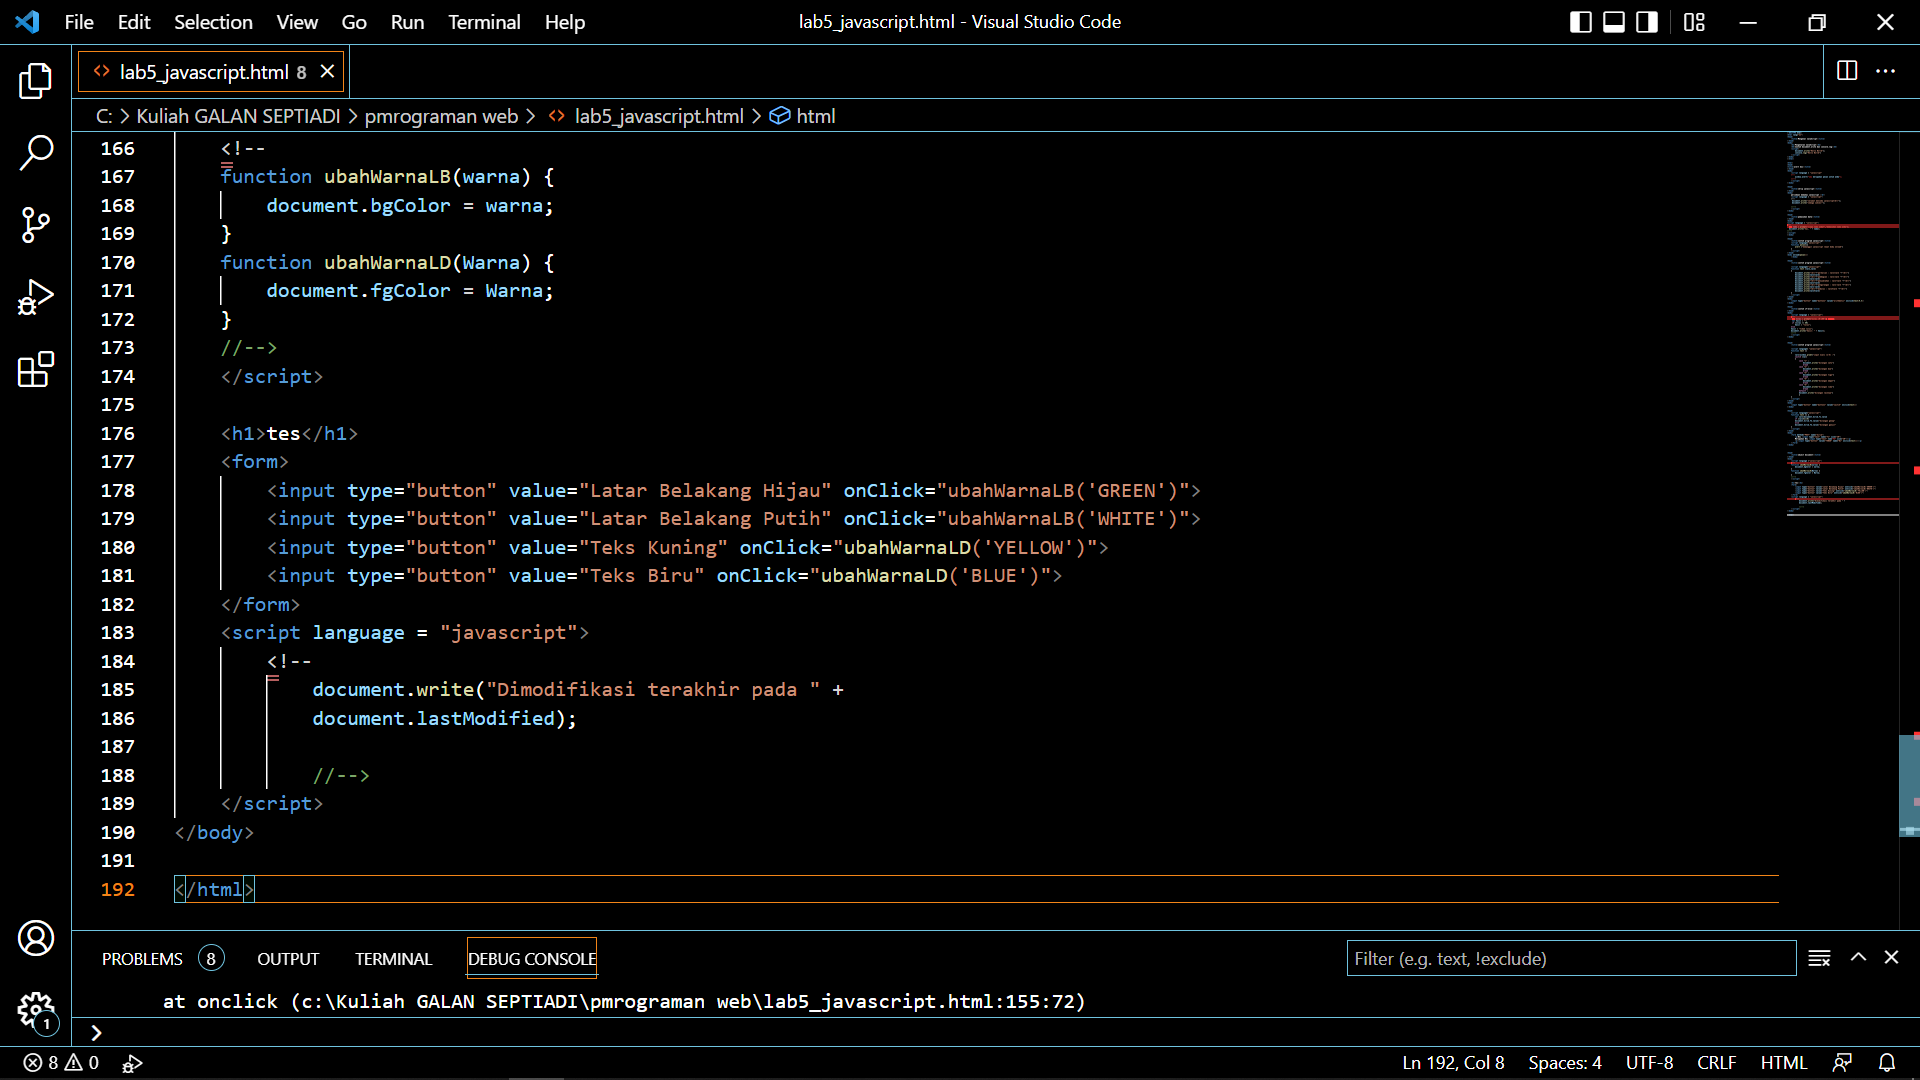 File Edit Selection View Go Run Terminal Help lab5_javascript.html - Visual Studio Code
lab5_javascript.html 8
C: > Kuliah GALAN SEPTIADI > pmrograman web > lab5_javascript.html > html
166 <!--
167 function ubahWarnaLB(warna) {
168 document.bgColor = warna;
169 }
170 function ubahWarnaLD(Warna) {
171 document.fgColor = Warna;
172 }
173 //-->
174 </script>
175
176 <h1>tes</h1>
177 <form>
178 <input type="button" value="Latar Belakang Hijau" onClick="ubahWarnaLB('GREEN')">
179 <input type="button" value="Latar Belakang Putih" onClick="ubahWarnaLB('WHITE')">
180 <input type="button" value="Teks Kuning" onClick="ubahWarnaLD('YELLOW')">
181 <input type="button" value="Teks Biru" onClick="ubahWarnaLD('BLUE')">
182 </form>
183 <script language = "javascript">
184 <!--
185 document.write("Dimodifikasi terakhir pada " +
186 document.lastModified);
187
188 //-->
189 </script>
190 </body>
191
192 </html>
PROBLEMS 8 OUTPUT TERMINAL DEBUG CONSOLE Filter (e.g. text, !exclude)
at onclick (c:\Kuliah GALAN SEPTIADI\pmrograman web\lab5_javascript.html:155:72)
1
>
8 0 Ln 192, Col 8 Spaces: 4 UTF-8 CRLF HTML